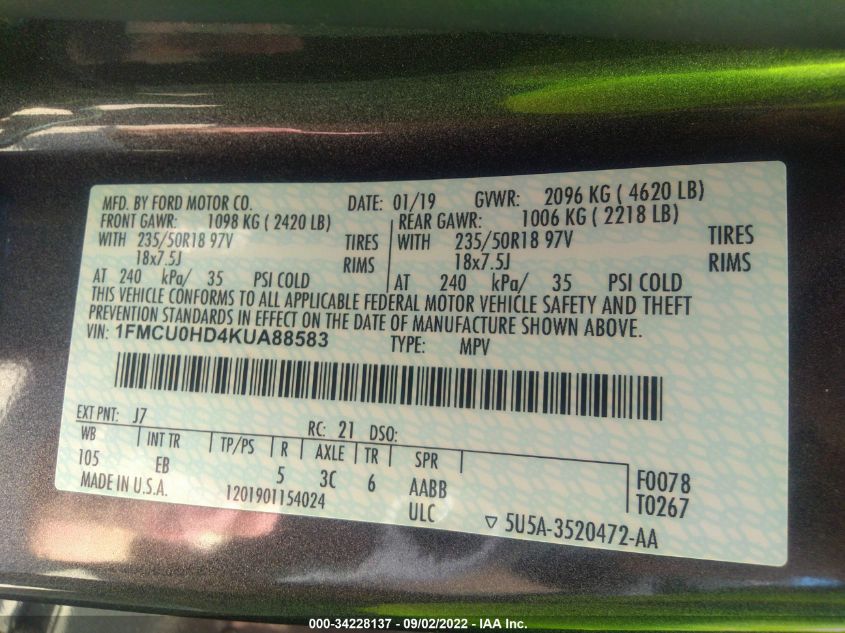 MFD. BY FORD MOTOR CO. DATE: 01/19 GVWR: 2096 KG ( 4620 LB)
FRONT GAWR: 1098 KG ( 2420 LB) REAR GAWR: 1006 KG ( 2218 LB)
WITH 235/50R18 97V TIRES WITH 235/50R18 97V TIRES
18x7.5J RIMS 18x7.5J RIMS
AT 240 kPa/ 35 PSI COLD AT 240 kPa/ 35 PSI COLD
THIS VEHICLE CONFORMS TO ALL APPLICABLE FEDERAL MOTOR VEHICLE SAFETY AND THEFT
PREVENTION STANDARDS IN EFFECT ON THE DATE OF MANUFACTURE SHOWN ABOVE.
VIN: 1FMCU0HD4KUA88583 TYPE: MPV
EXT PNT: J7 RC: 21 DSO:
WB INT TR TP/PS R AXLE TR SPR
105 EB 5 3C 6 AABB F0078
MADE IN U.S.A. 1201901154024 ULC T0267
▽ 5U5A-3520472-AA
000-34228137 - 09/02/2022 - IAA Inc.